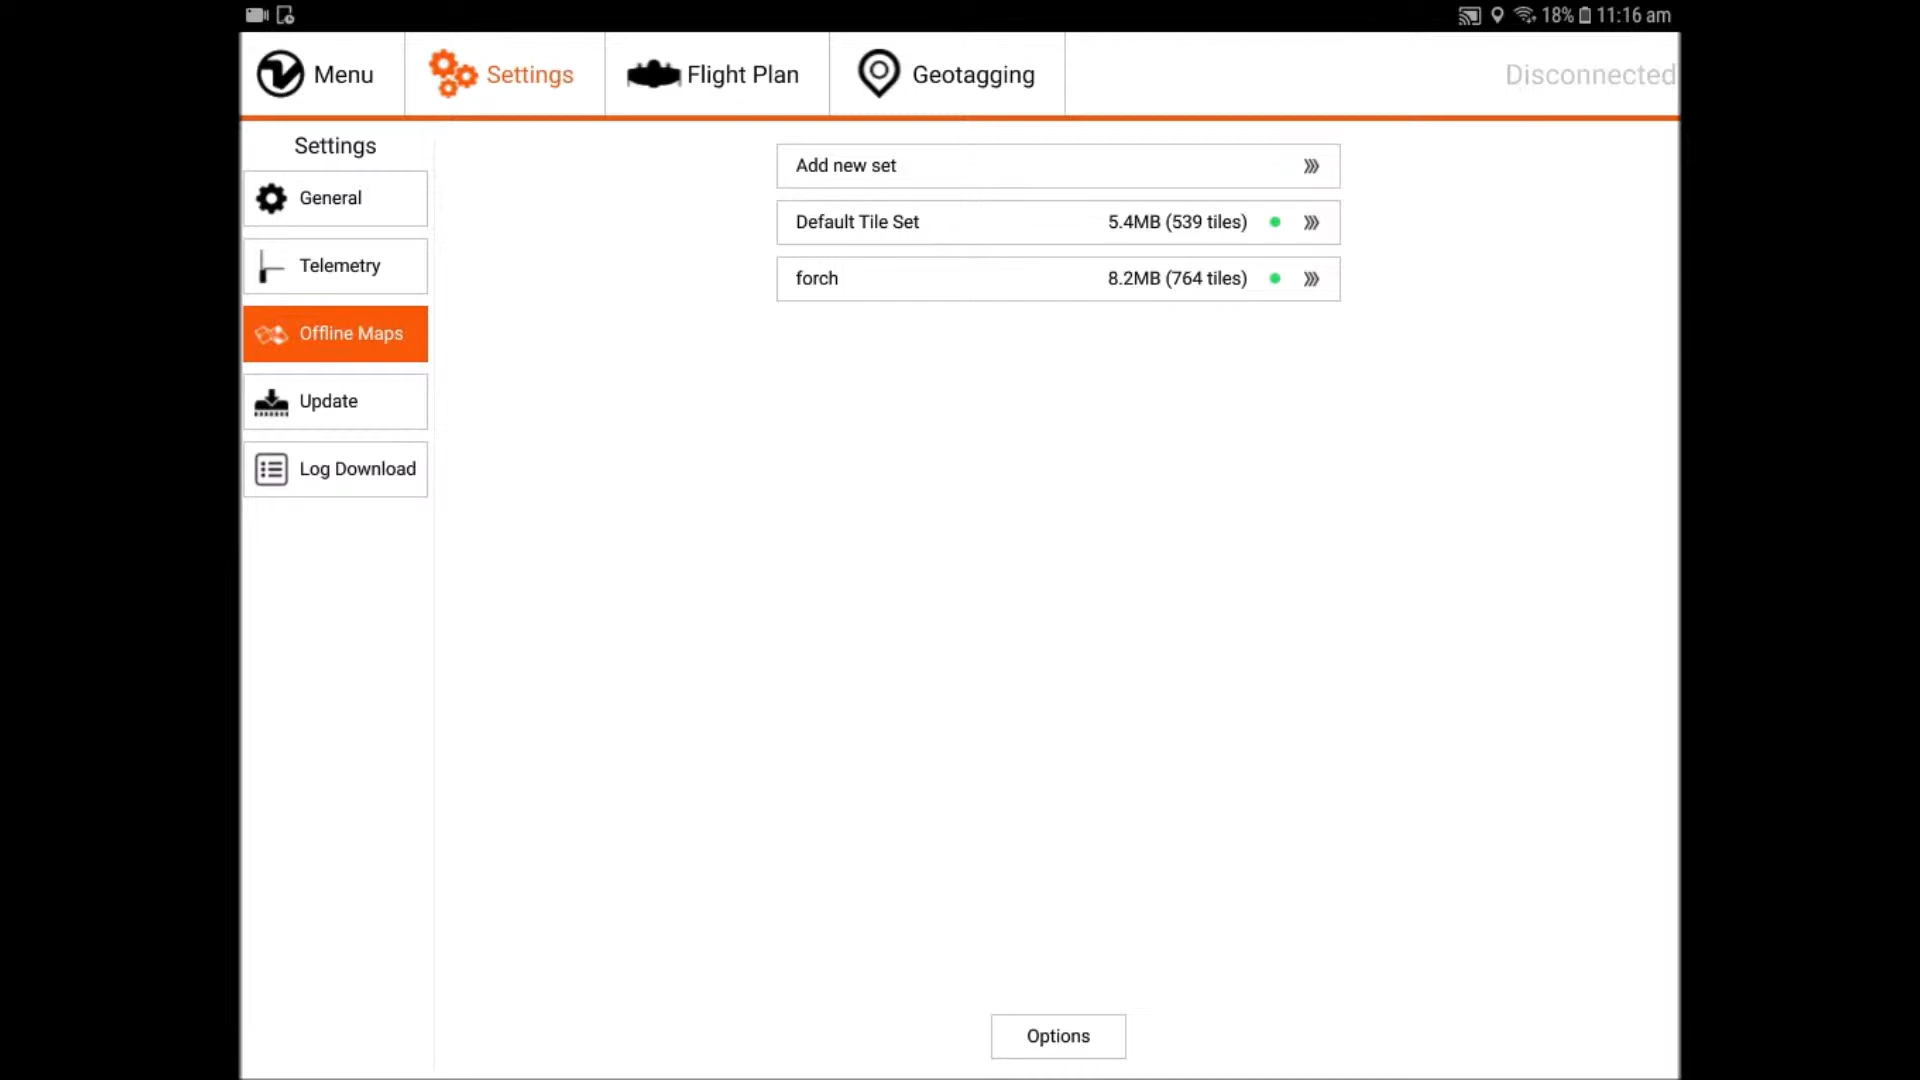 18% 11:16 am
Menu Settings Flight Plan Geotagging Disconnected
Settings
General
Telemetry
Offline Maps
Update
Log Download
Add new set
Default Tile Set 5.4MB (539 tiles)
forch 8.2MB (764 tiles)
Options